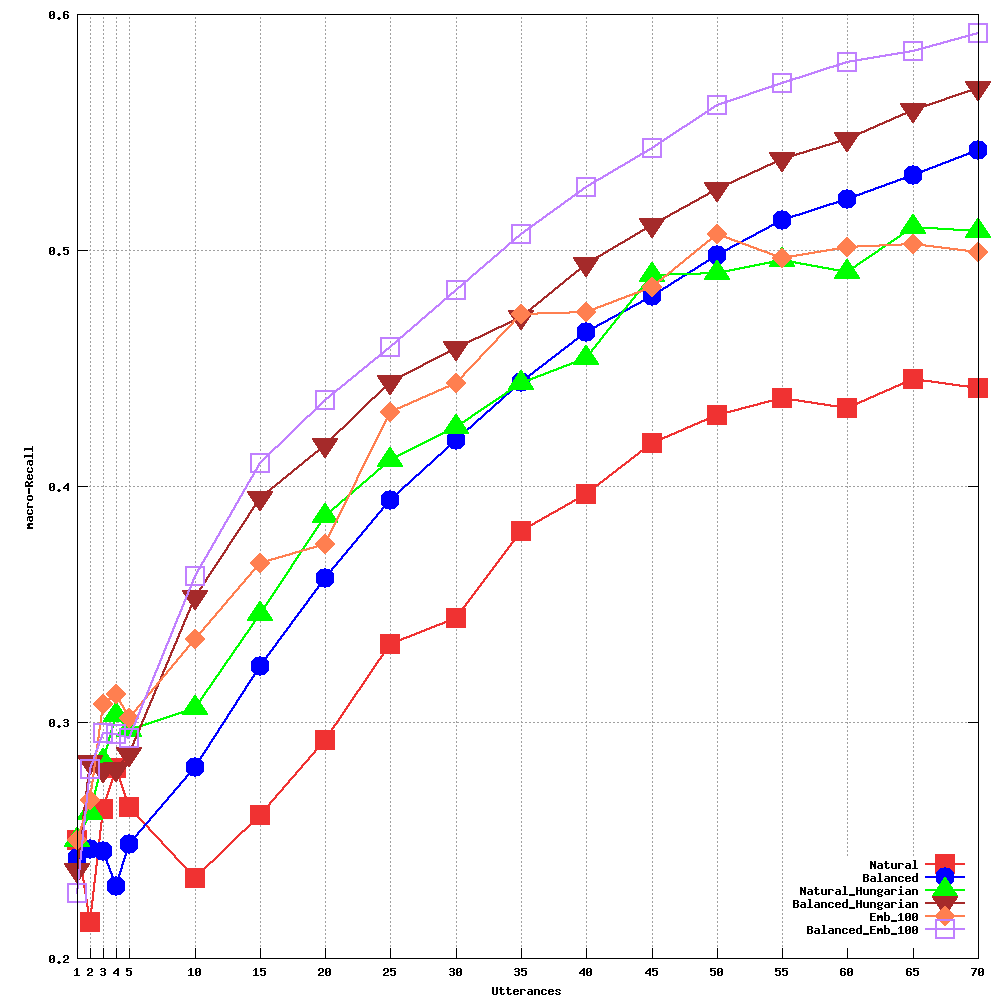 0.6
0.5
0.4
0.3
0.2
macro-Recall
1 2 3 4 5 10 15 20 25 30 35 40 45 50 55 60 65 70
Utterances
Natural
Balanced
Natural_Hungarian
Balanced_Hungarian
Emb_100
Balanced_Emb_100